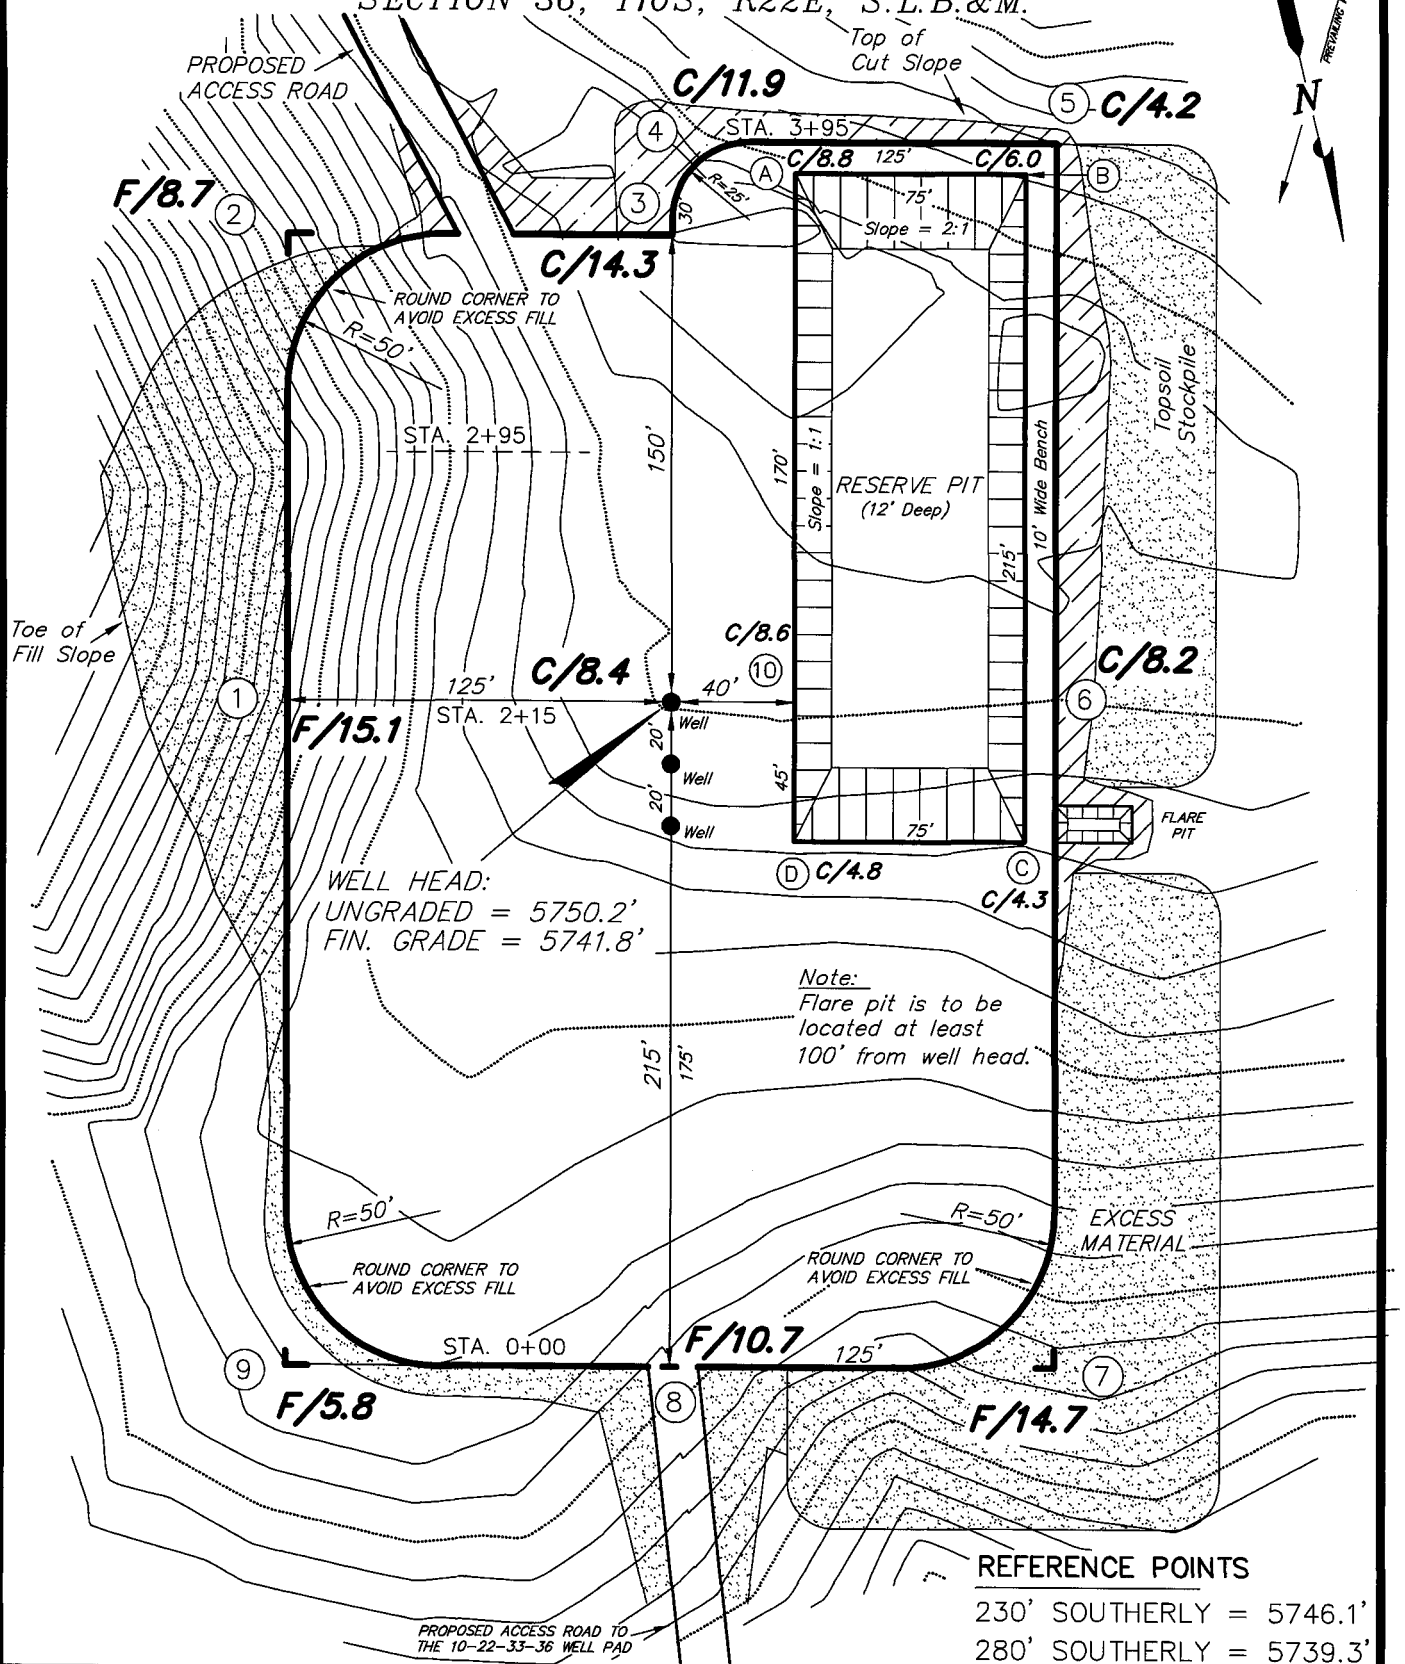 SECTION 36, T10S, R22E, S.L.B.&M.
PREVAILING
N
PROPOSED
ACCESS ROAD
Top of
Cut Slope
C/11.9
5
C/4.2
4
STA. 3+95
A
C/8.8
125'
C/6.0
B
F/8.7
2
3
R=25'
30'
75'
Slope = 2:1
C/14.3
ROUND CORNER TO
AVOID EXCESS FILL
R=50'
STA. 2+95
150'
170'
Slope = 1:1
RESERVE PIT
(12' Deep)
215'
10' Wide Bench
Topsoil
Stockpile
Toe of
Fill Slope
C/8.6
10
C/8.4
C/8.2
1
125'
40'
6
F/15.1
STA. 2+15
Well
20'
Well
20'
Well
45'
75'
FLARE
PIT
D
C/4.8
C
C/4.3
WELL HEAD:
UNGRADED = 5750.2'
FIN. GRADE = 5741.8'
Note:
Flare pit is to be
located at least
100' from well head.
215'
175'
R=50'
ROUND CORNER TO
AVOID EXCESS FILL
R=50'
ROUND CORNER TO
AVOID EXCESS FILL
EXCESS
MATERIAL
STA. 0+00
F/10.7
125'
9
F/5.8
8
7
F/14.7
PROPOSED ACCESS ROAD TO
THE 10-22-33-36 WELL PAD
REFERENCE POINTS
230' SOUTHERLY = 5746.1'
280' SOUTHERLY = 5739.3'